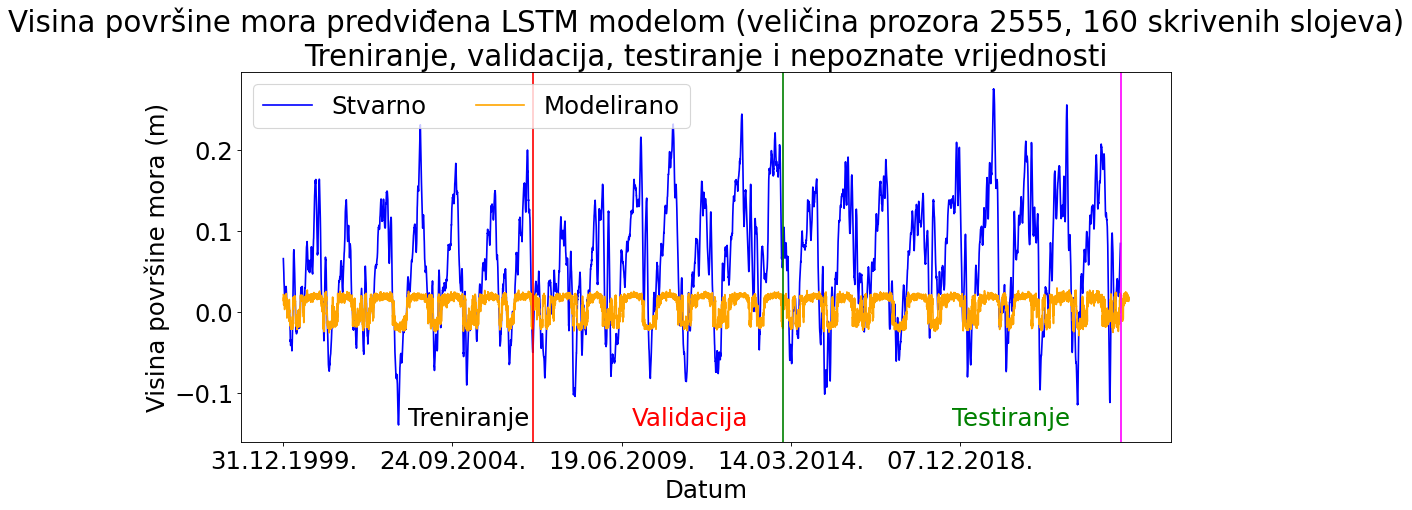 Visina površine mora predviđena LSTM modelom (veličina prozora 2555, 160 skrivenih slojeva)
Treniranje, validacija, testiranje i nepoznate vrijednosti
Stvarno Modelirano
Visina površine mora (m)
0.2
0.1
0.0
−0.1
Treniranje Validacija Testiranje
31.12.1999. 24.09.2004. 19.06.2009. 14.03.2014. 07.12.2018.
Datum